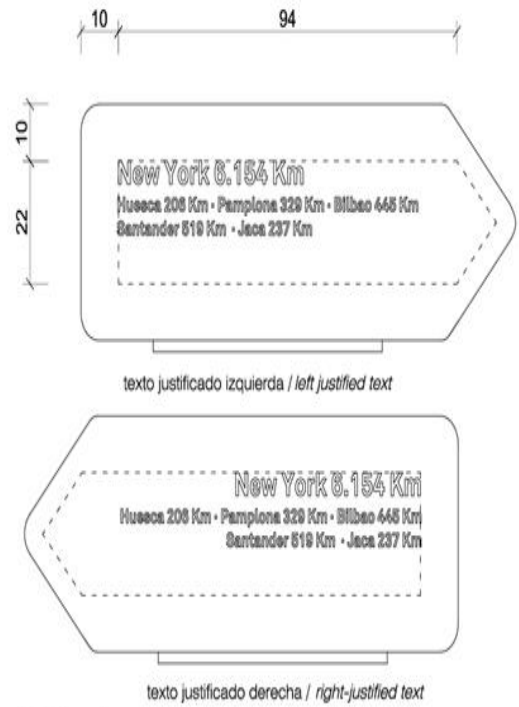 10 94
10
22
New York 6.154 Km
Huesca 206 Km · Pamplona 329 Km · Bilbao 445 Km
Santander 519 Km · Jaca 237 Km
texto justificado izquierda / left justified text
New York 6.154 Km
Huesca 206 Km · Pamplona 329 Km · Bilbao 445 Km
Santander 519 Km · Jaca 237 Km
texto justificado derecha / right-justified text